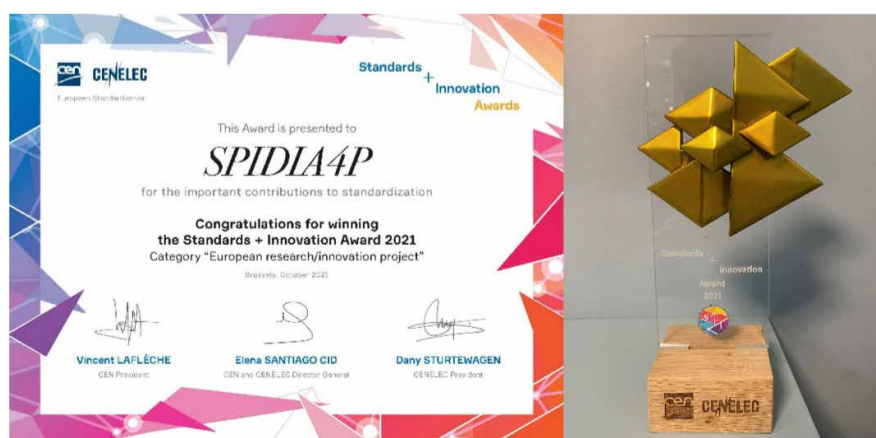 cen CENELEC
European Standardization
Standards
+
Innovation
Awards
This Award is presented to
SPIDIA4P
for the important contributions to standardization
Congratulations for winning
the Standards + Innovation Award 2021
Category "European research/innovation project"
Brussels, October 2021
Vincent LAFLÈCHE
CEN President
Elena SANTIAGO CID
CEN and CENELEC Director General
Dany STURTEWAGEN
CENELEC President
Standards
+
Innovation
Award
2021
cen CENELEC